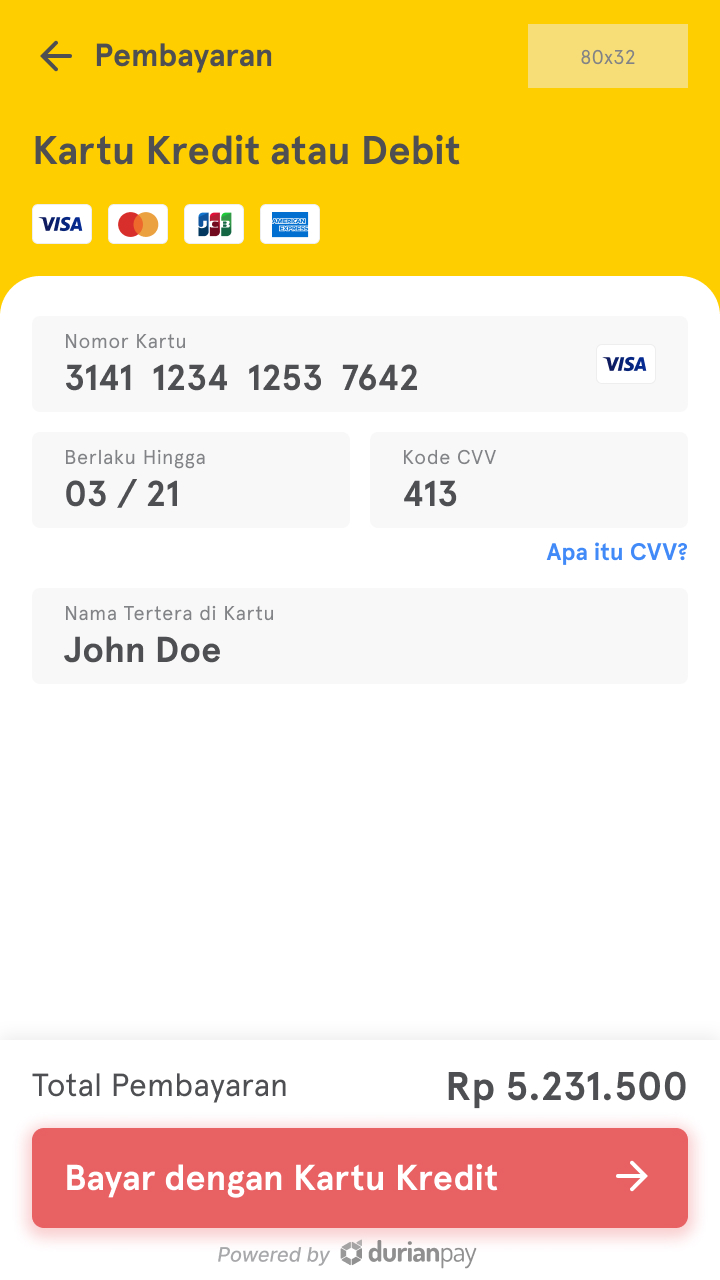 Pembayaran
80x32
Kartu Kredit atau Debit
VISA
JCB
AMERICAN
EXPRESS
Nomor Kartu
3141 1234 1253 7642
VISA
Berlaku Hingga
03 / 21
Kode CVV
413
Apa itu CVV?
Nama Tertera di Kartu
John Doe
Total Pembayaran
Rp 5.231.500
Bayar dengan Kartu Kredit
Powered by durianpay